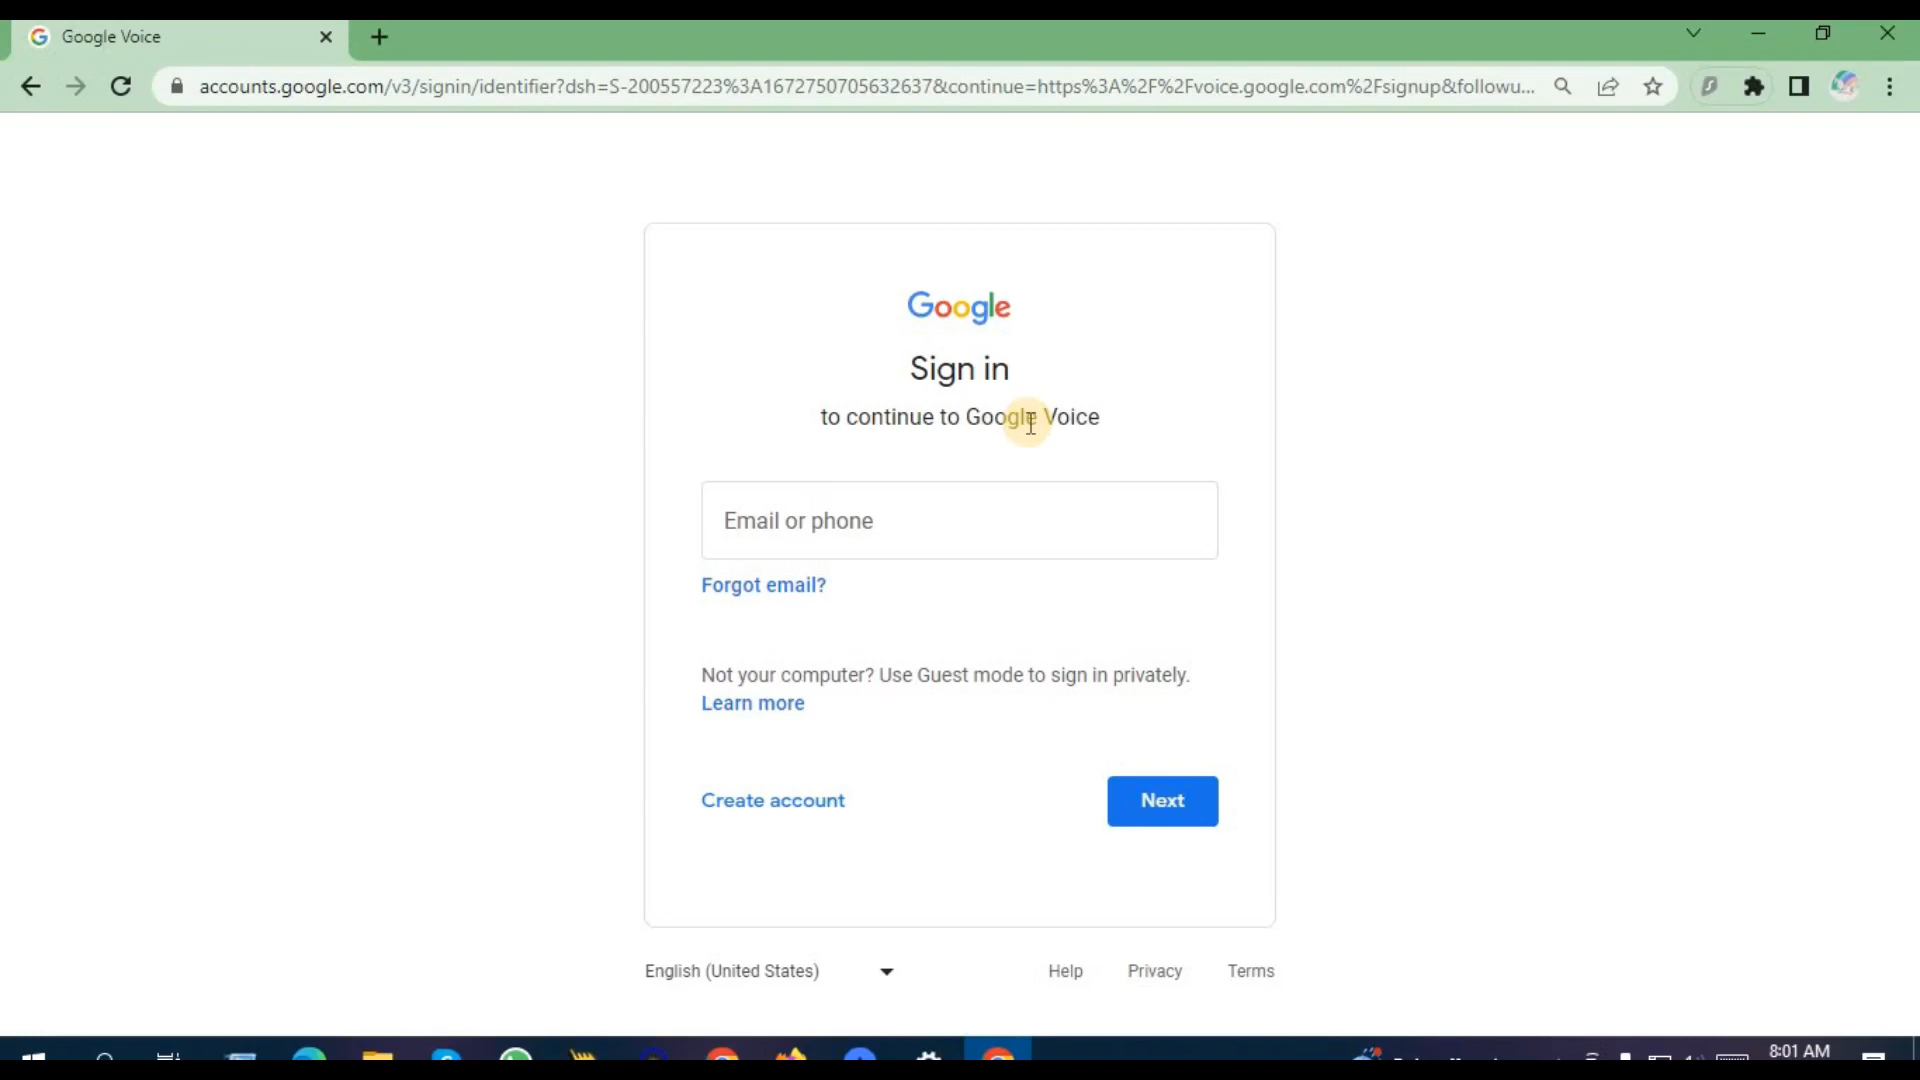 Google Voice
accounts.google.com/v3/signin/identifier?dsh=S-200557223%3A1672750705632637&continue=https%3A%2F%2Fvoice.google.com%2Fsignup&followu...
Google
Sign in
to continue to Google Voice
Email or phone
Forgot email?
Not your computer? Use Guest mode to sign in privately.
Learn more
Create account
Next
English (United States)
Help
Privacy
Terms
8:01 AM